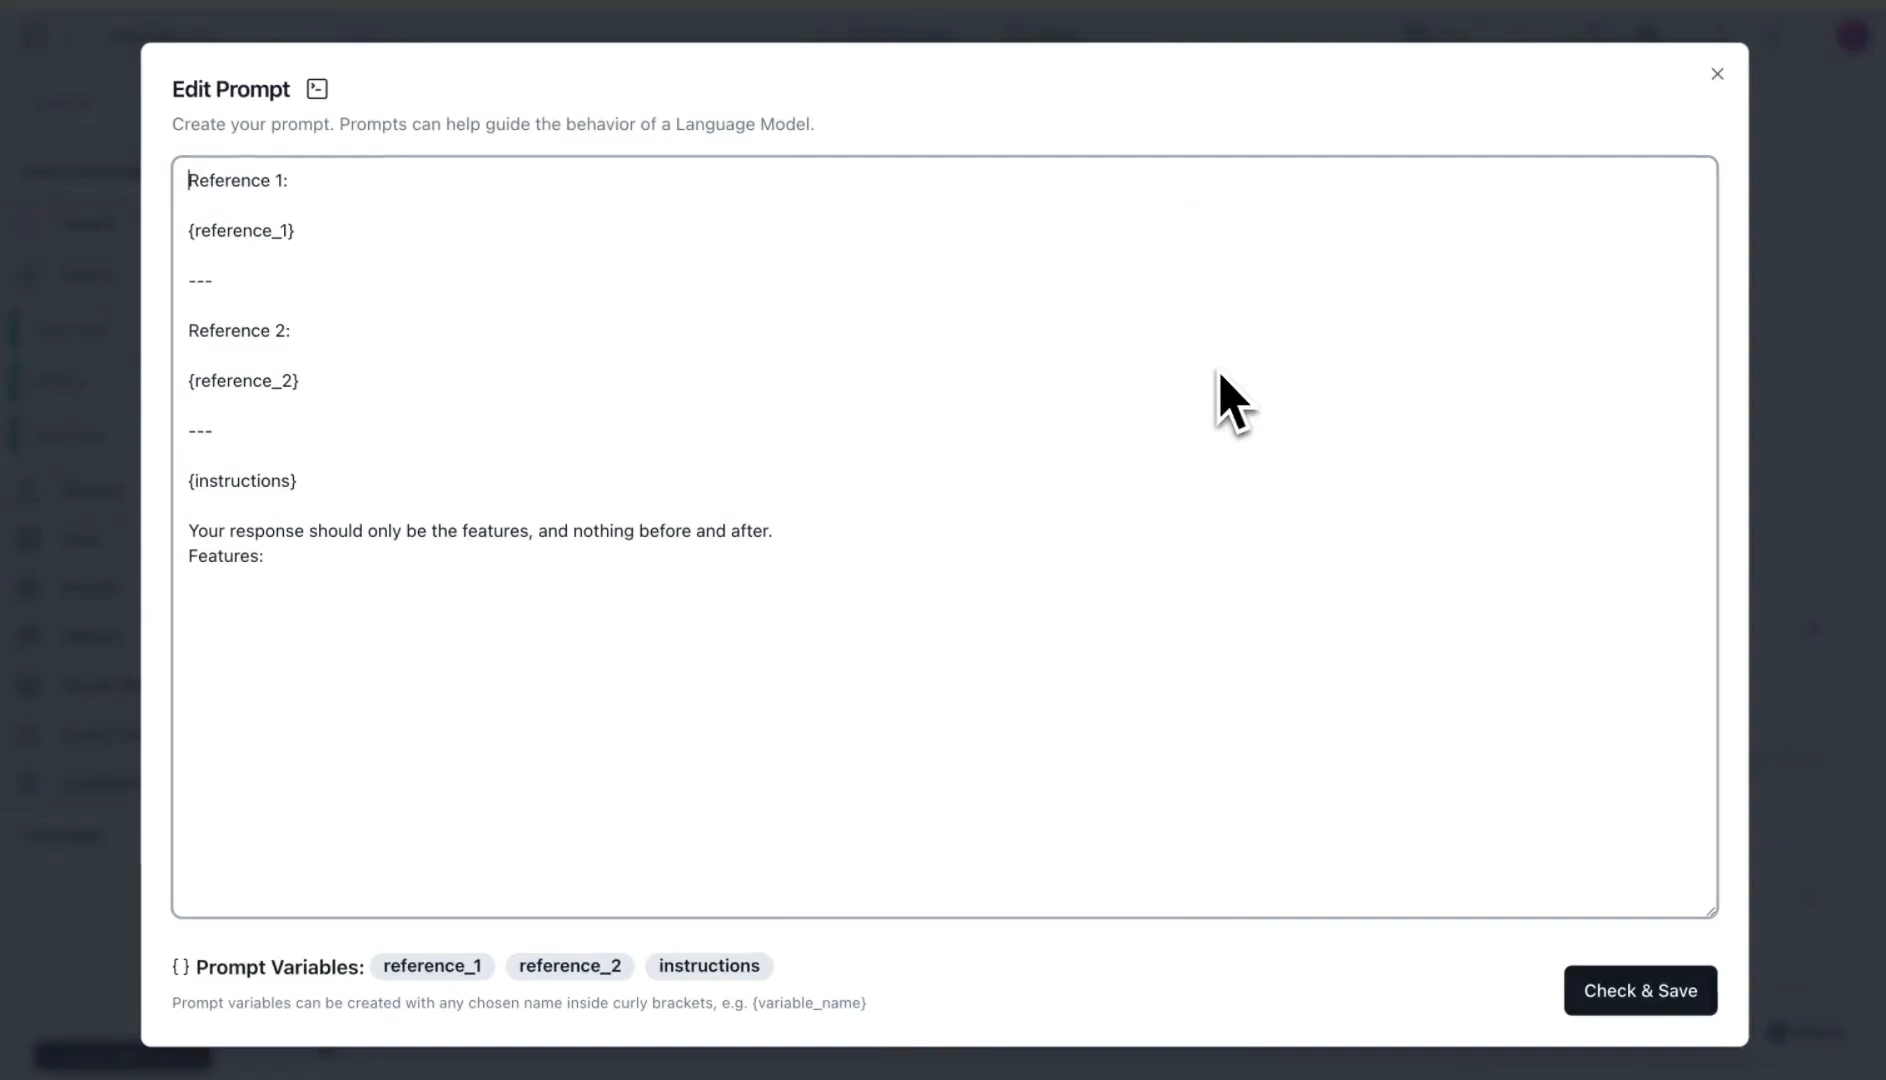 Edit Prompt
Create your prompt. Prompts can help guide the behavior of a Language Model.
Reference 1:
{reference_1}
---
Reference 2:
{reference_2}
---
{instructions}
Your response should only be the features, and nothing before and after.
Features:
{ } Prompt Variables: reference_1 reference_2 instructions
Prompt variables can be created with any chosen name inside curly brackets, e.g. {variable_name}
Check & Save